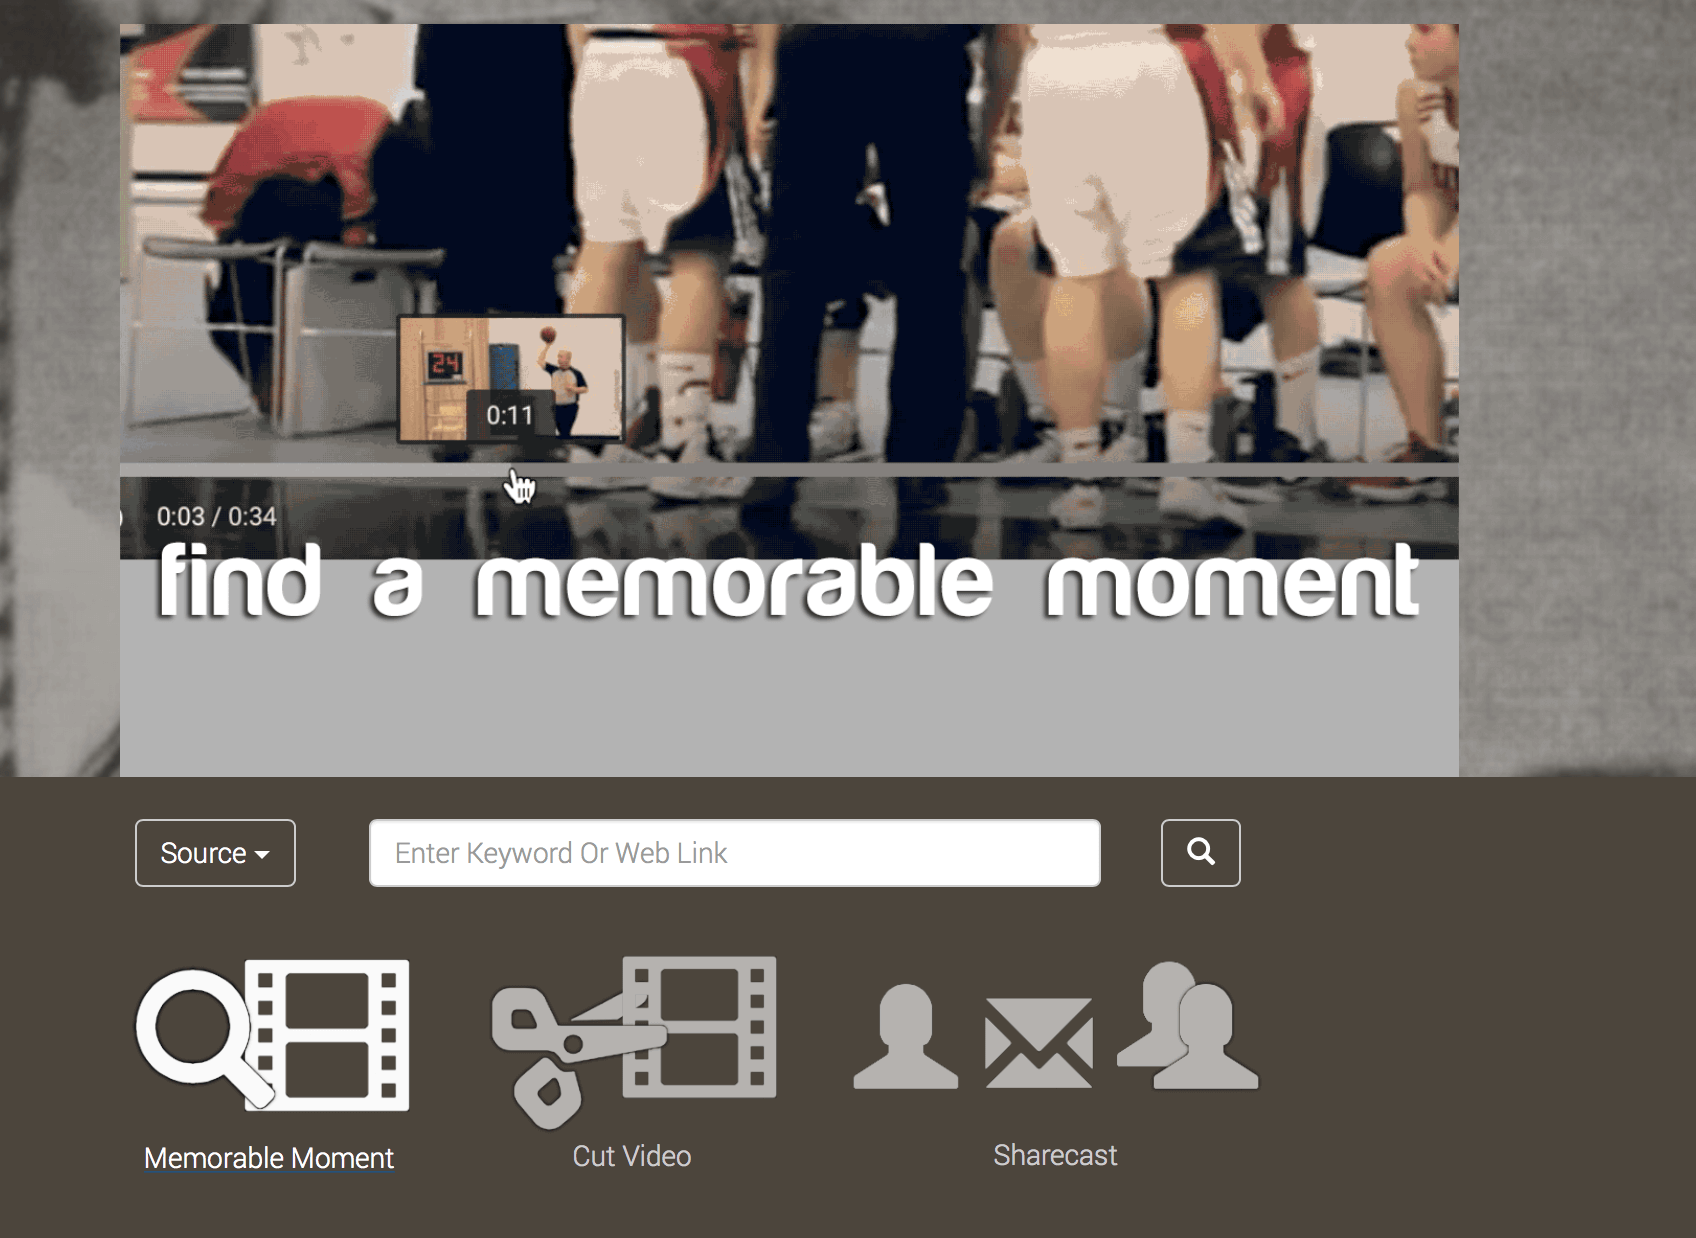 24
0:11
0:03 / 0:34
find a memorable moment
Source
Enter Keyword Or Web Link
Memorable Moment
Cut Video
Sharecast